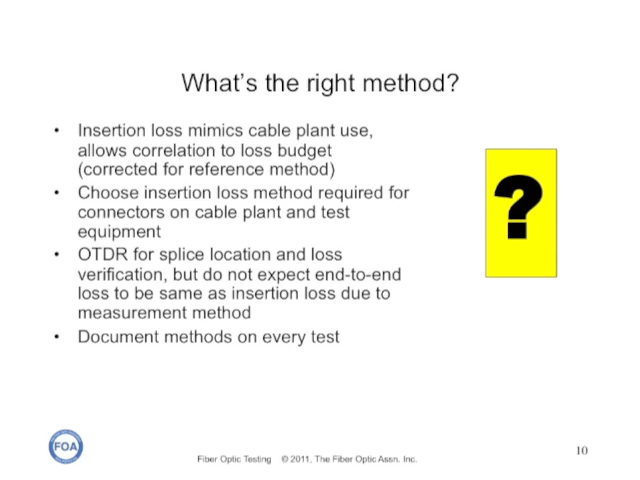 What's the right method?
• Insertion loss mimics cable plant use,
allows correlation to loss budget
(corrected for reference method)
• Choose insertion loss method required for
connectors on cable plant and test
equipment
• OTDR for splice location and loss
verification, but do not expect end-to-end
loss to be same as insertion loss due to
measurement method
• Document methods on every test
?
FOA
Fiber Optic Testing © 2011, The Fiber Optic Assn. Inc.
10